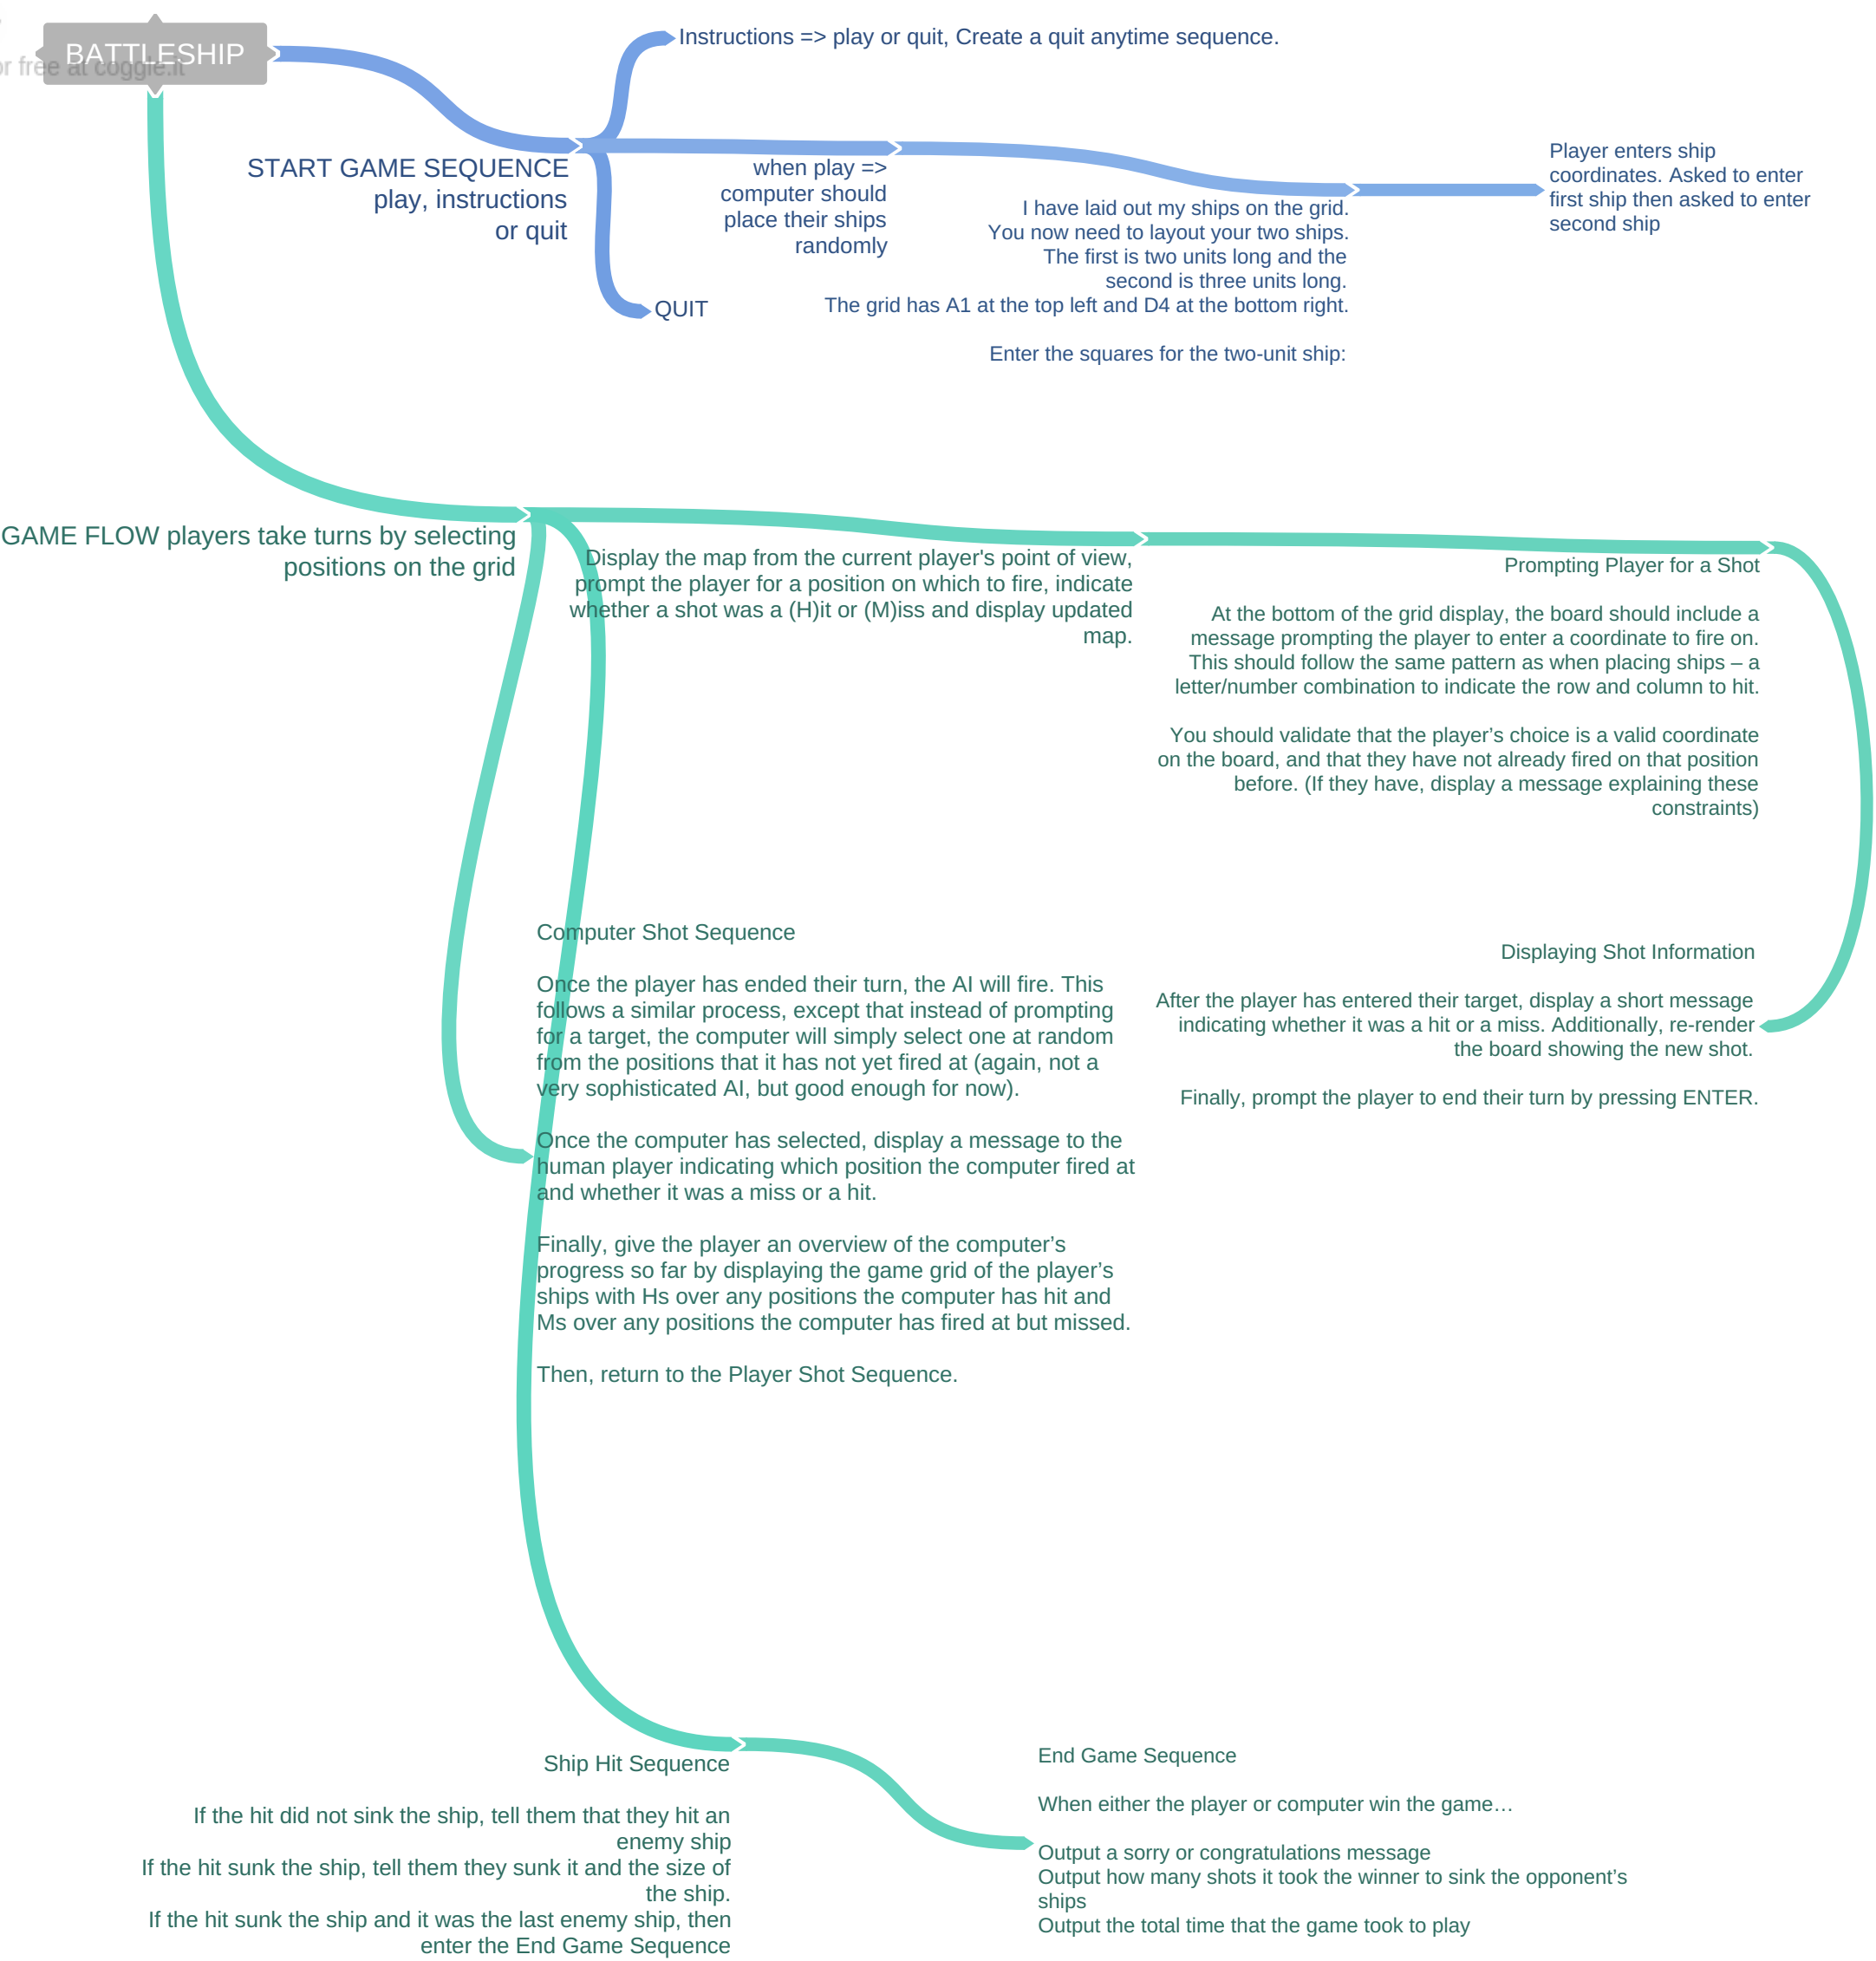 BATTLESHIP
or free at coggle.it
Instructions => play or quit, Create a quit anytime sequence.
START GAME SEQUENCE
play, instructions
or quit
when play =>
computer should
place their ships
randomly
I have laid out my ships on the grid.
You now need to layout your two ships.
The first is two units long and the
second is three units long.
The grid has A1 at the top left and D4 at the bottom right.
Enter the squares for the two-unit ship:
Player enters ship
coordinates. Asked to enter
first ship then asked to enter
second ship
QUIT
GAME FLOW players take turns by selecting
positions on the grid
Display the map from the current player's point of view,
prompt the player for a position on which to fire, indicate
whether a shot was a (H)it or (M)iss and display updated
map.
Prompting Player for a Shot
At the bottom of the grid display, the board should include a
message prompting the player to enter a coordinate to fire on.
This should follow the same pattern as when placing ships – a
letter/number combination to indicate the row and column to hit.
You should validate that the player’s choice is a valid coordinate
on the board, and that they have not already fired on that position
before. (If they have, display a message explaining these
constraints)
Displaying Shot Information
After the player has entered their target, display a short message
indicating whether it was a hit or a miss. Additionally, re-render
the board showing the new shot.
Finally, prompt the player to end their turn by pressing ENTER.
Computer Shot Sequence
Once the player has ended their turn, the AI will fire. This
follows a similar process, except that instead of prompting
for a target, the computer will simply select one at random
from the positions that it has not yet fired at (again, not a
very sophisticated AI, but good enough for now).
Once the computer has selected, display a message to the
human player indicating which position the computer fired at
and whether it was a miss or a hit.
Finally, give the player an overview of the computer’s
progress so far by displaying the game grid of the player’s
ships with Hs over any positions the computer has hit and
Ms over any positions the computer has fired at but missed.
Then, return to the Player Shot Sequence.
Ship Hit Sequence
If the hit did not sink the ship, tell them that they hit an
enemy ship
If the hit sunk the ship, tell them they sunk it and the size of
the ship.
If the hit sunk the ship and it was the last enemy ship, then
enter the End Game Sequence
End Game Sequence
When either the player or computer win the game…
Output a sorry or congratulations message
Output how many shots it took the winner to sink the opponent’s
ships
Output the total time that the game took to play